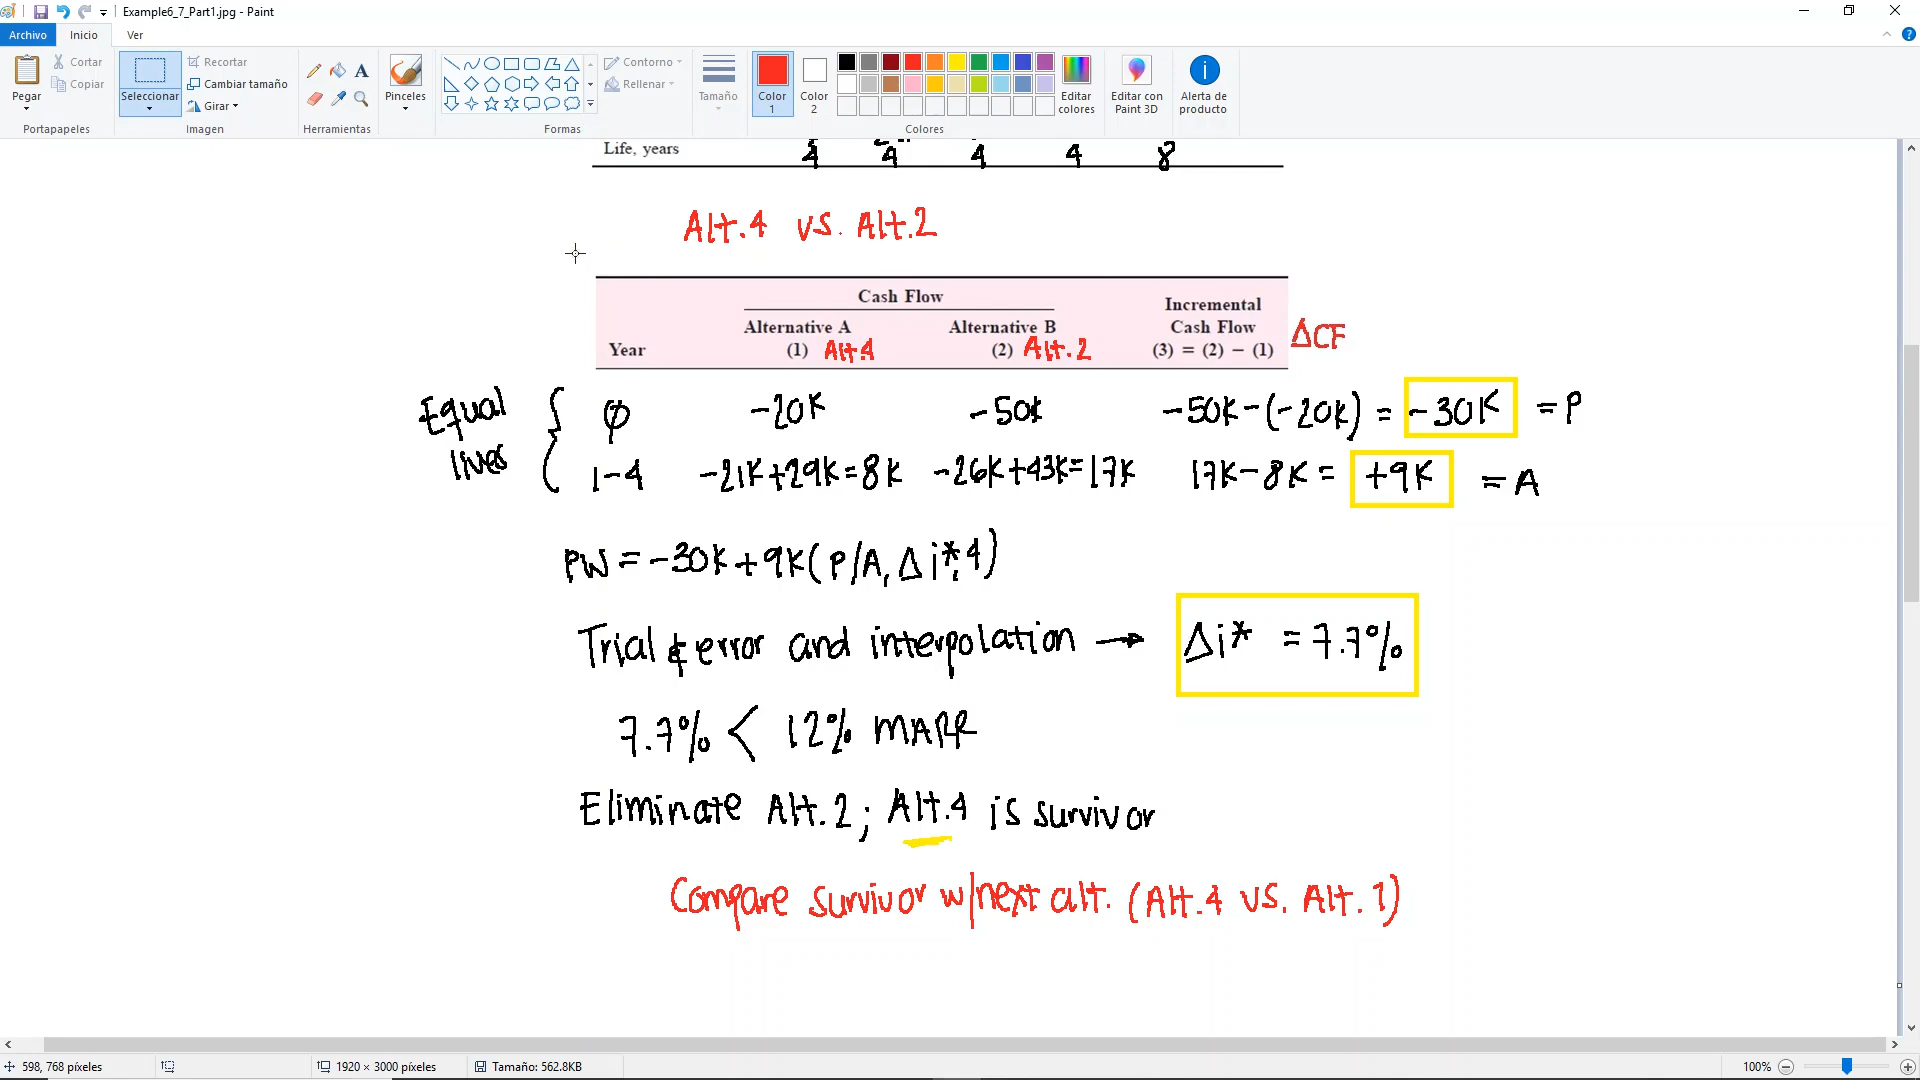 Example6_7_Part1.jpg - Paint
Archivo Inicio Ver
Pegar
Cortar
Copiar
Portapapeles
Seleccionar
Recortar
Cambiar tamaño
Girar
Imagen
Herramientas
Pinceles
Contorno
Rellenar
Formas
Tamaño
Color 1
Color 2
Editar colores
Colores
Editar con Paint 3D
Alerta de producto
Life, years 4 4 4 4 8
Alt.4 vs. Alt.2
Cash Flow
Alternative A Alternative B Incremental Cash Flow
Year (1) Alt.4 (2) Alt.2 (3) = (2) − (1) ΔCF
Equal lives
0 -20K -50K -50K-(-20K) = -30K = P
1-4 -21K+29K=8K -26K+43K=17K 17K-8K = +9K = A
PW = -30K + 9K(P/A, Δi*, 4)
Trial & error and interpolation → Δi* = 7.7%
7.7% < 12% MARR
Eliminate Alt.2; Alt.4 is survivor
Compare survivor w/next alt. (Alt.4 vs. Alt.1)
598, 768 píxeles 1920 × 3000 píxeles Tamaño: 562.8KB 100%